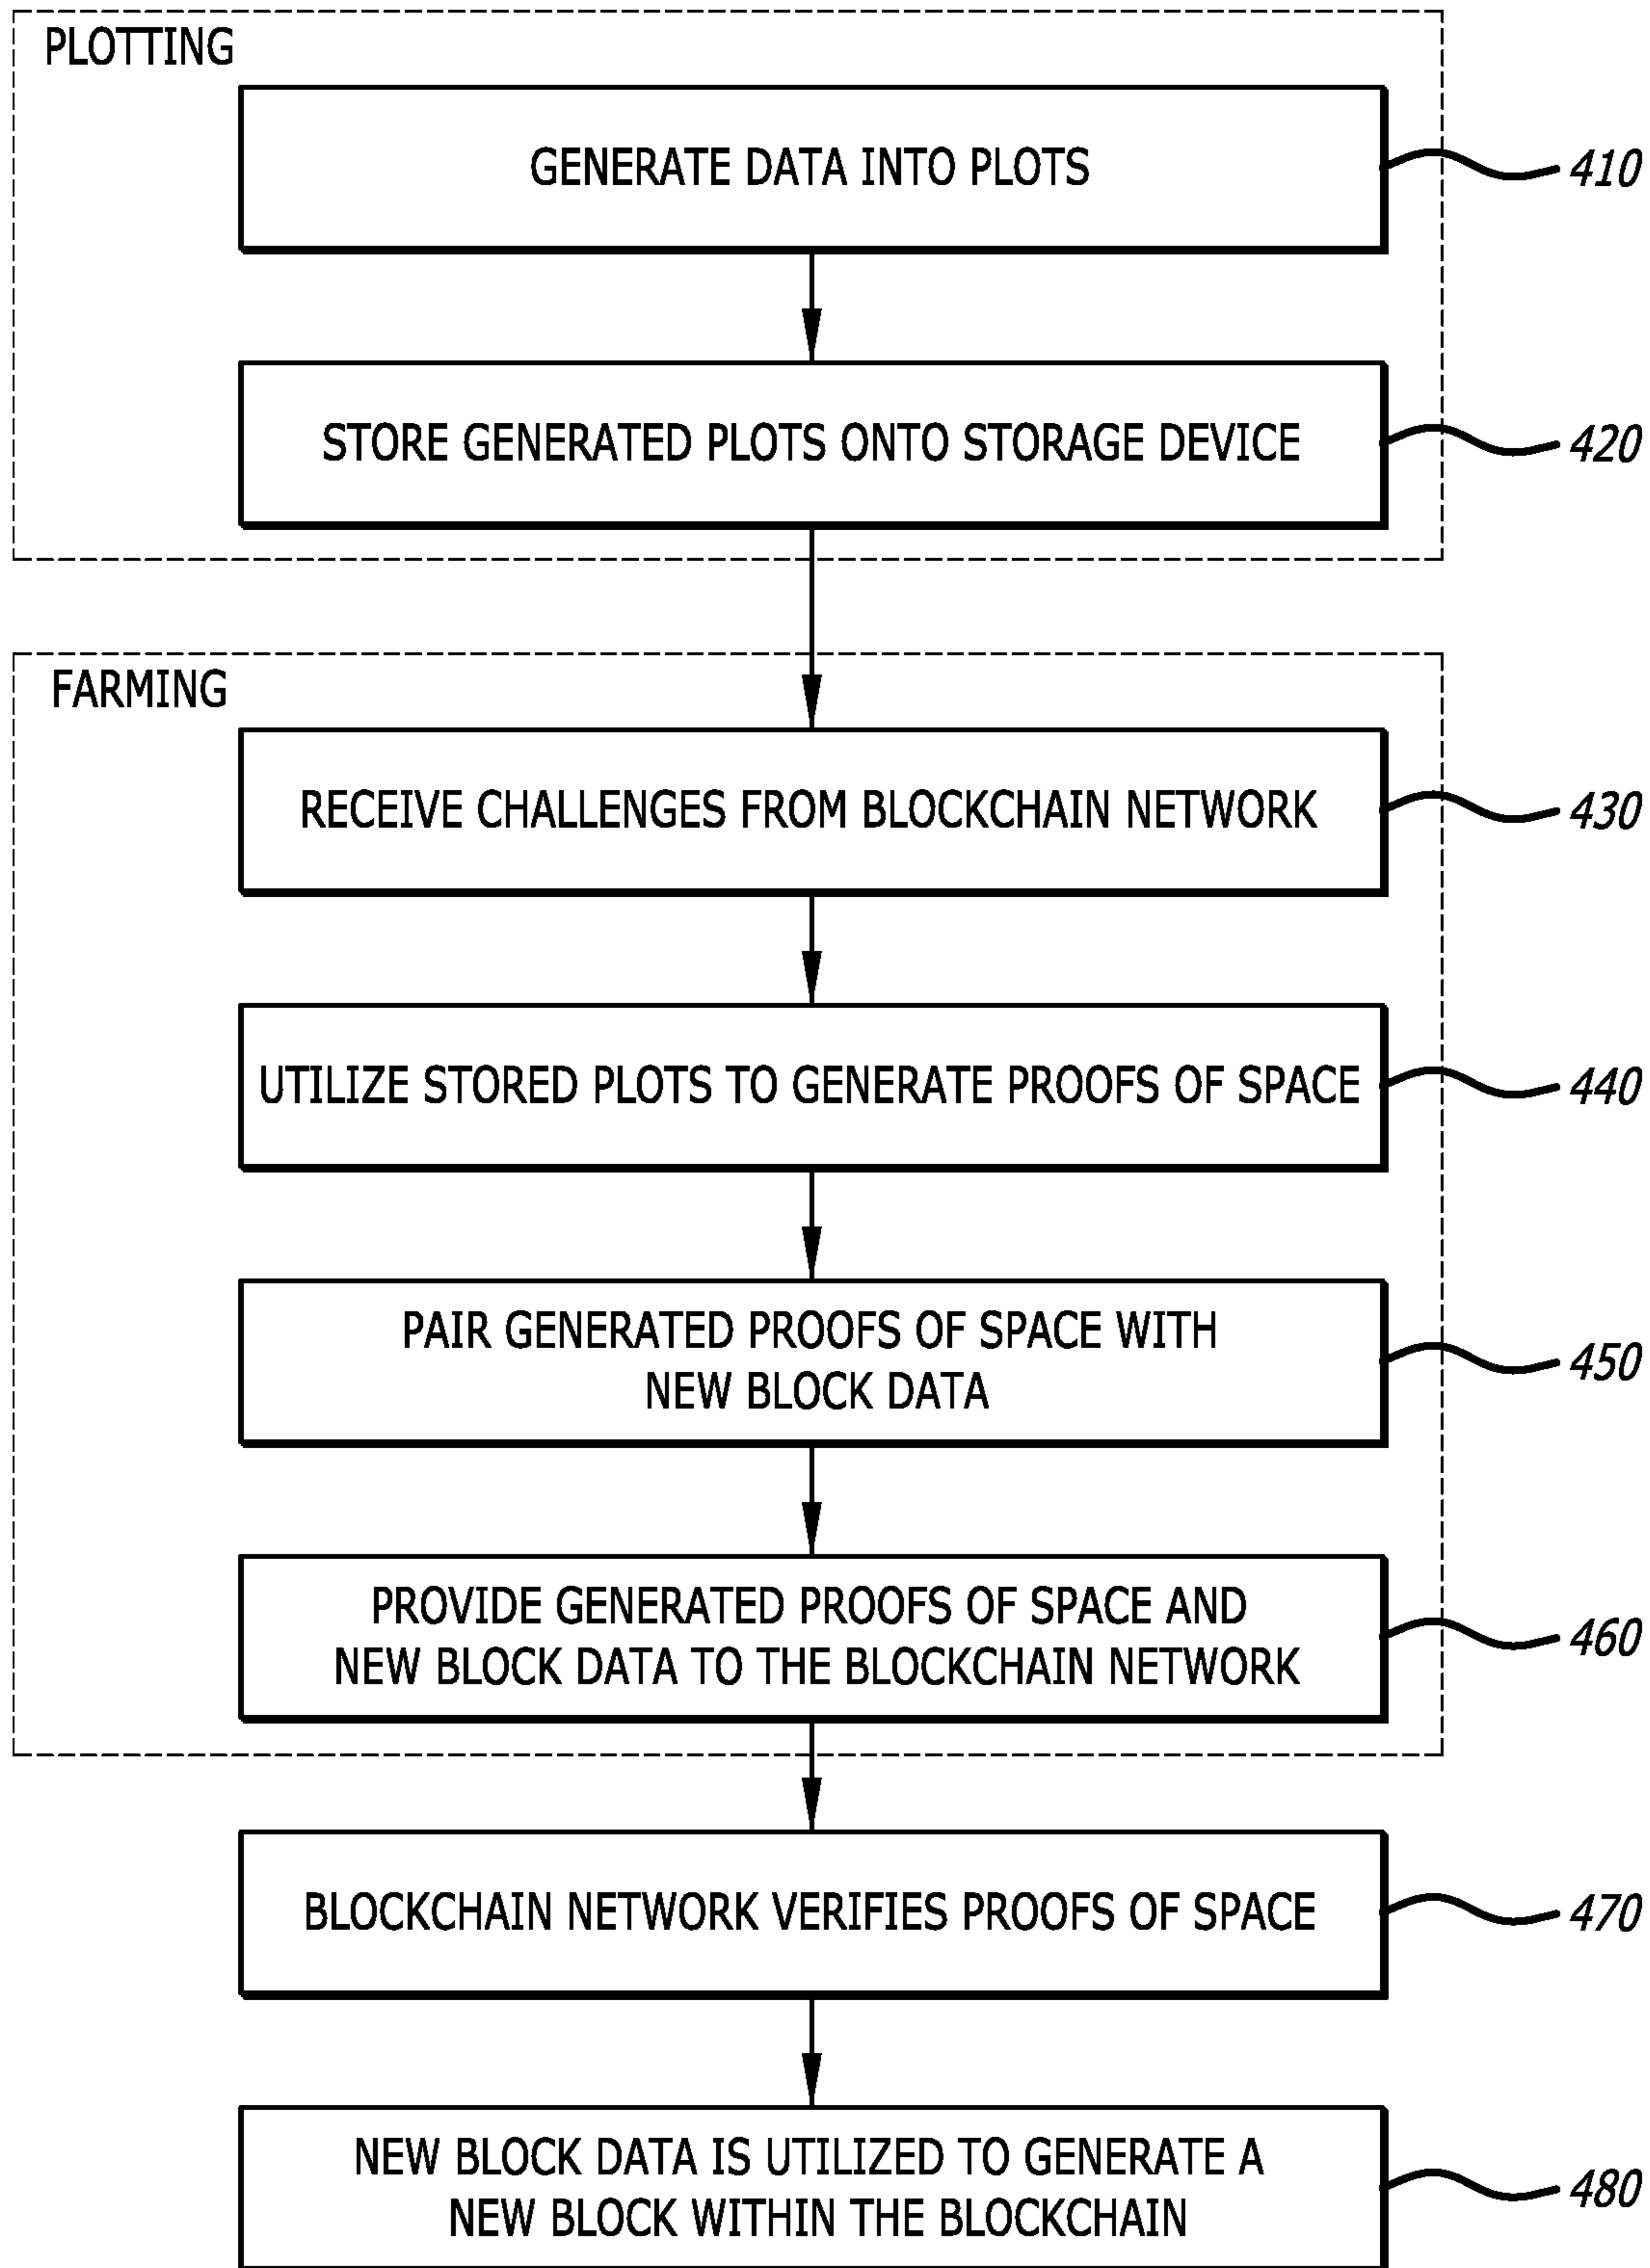 PLOTTING
GENERATE DATA INTO PLOTS
410
STORE GENERATED PLOTS ONTO STORAGE DEVICE
420
FARMING
RECEIVE CHALLENGES FROM BLOCKCHAIN NETWORK
430
UTILIZE STORED PLOTS TO GENERATE PROOFS OF SPACE
440
PAIR GENERATED PROOFS OF SPACE WITH
NEW BLOCK DATA
450
PROVIDE GENERATED PROOFS OF SPACE AND
NEW BLOCK DATA TO THE BLOCKCHAIN NETWORK
460
BLOCKCHAIN NETWORK VERIFIES PROOFS OF SPACE
470
NEW BLOCK DATA IS UTILIZED TO GENERATE A
NEW BLOCK WITHIN THE BLOCKCHAIN
480